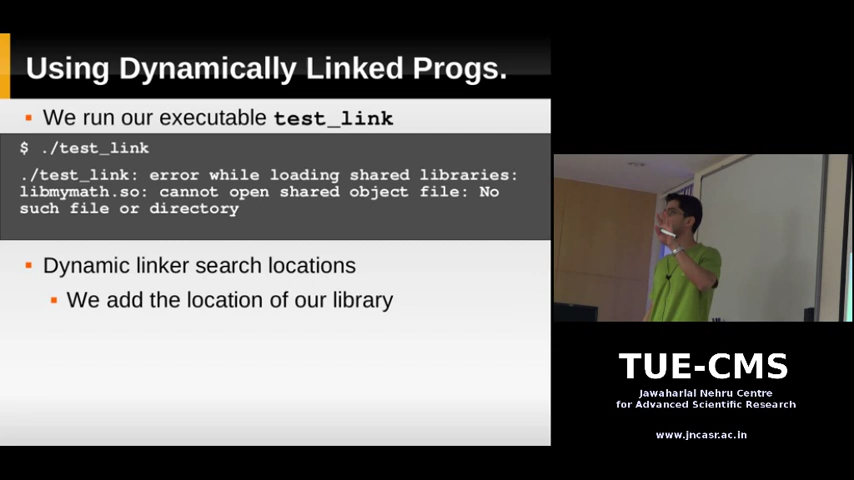 Using Dynamically Linked Progs.
We run our executable test_link
$ ./test_link
./test_link: error while loading shared libraries:
libmymath.so: cannot open shared object file: No
such file or directory
Dynamic linker search locations
We add the location of our library
TUE-CMS
Jawaharlal Nehru Centre
for Advanced Scientific Research
www.jncasr.ac.in